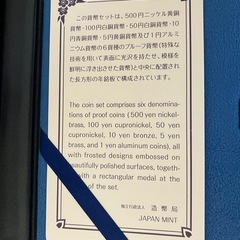 この貨幣セットは、500円ニッケル黄銅
貨幣・100円白銅貨幣・50円白銅貨幣・10
円青銅貨幣・5円黄銅貨幣及び1円アルミ
ニウム貨幣の6貨種のプルーフ貨幣(特殊な
技術を用いて表面に光沢を持たせ、模様を
鮮明に浮き出させた貨幣)と中央に配置され
た長方形の年銘板で構成されています。
The coin set comprises six denomina-
tions of proof coins (500 yen nickel-
brass, 100 yen cupronickel, 50 yen
cupronickel, 10 yen bronze, 5 yen
brass, and 1 yen aluminum coins), all
with frosted designs embossed on
beautifully polished surfaces, togeth-
with a rectangular medal at the
of the set.
独立行政法人 造幣局
JAPAN MINT